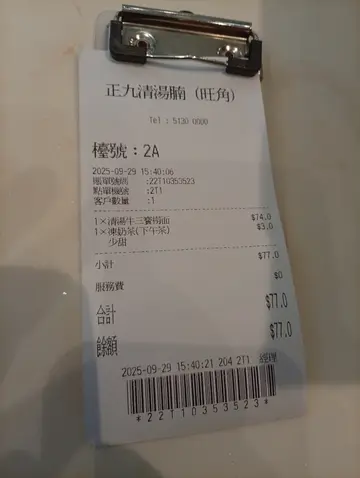 正九清湯腩 (旺角)
Tel : 5130 0800
檯號：2A
2025-09-29 15:40:06
賬單號碼 :22T10353523
點單機號 :2T1
客戶數量 :1
1×清湯牛三寶撈面 $74.0
1×凍奶茶(下午茶) $3.0
少甜
小計 $77.0
服務費 $0
合計 $77.0
餘額 $77.0
2025-09-29 15:40:21 204 2T1 經理
*22T10353523*